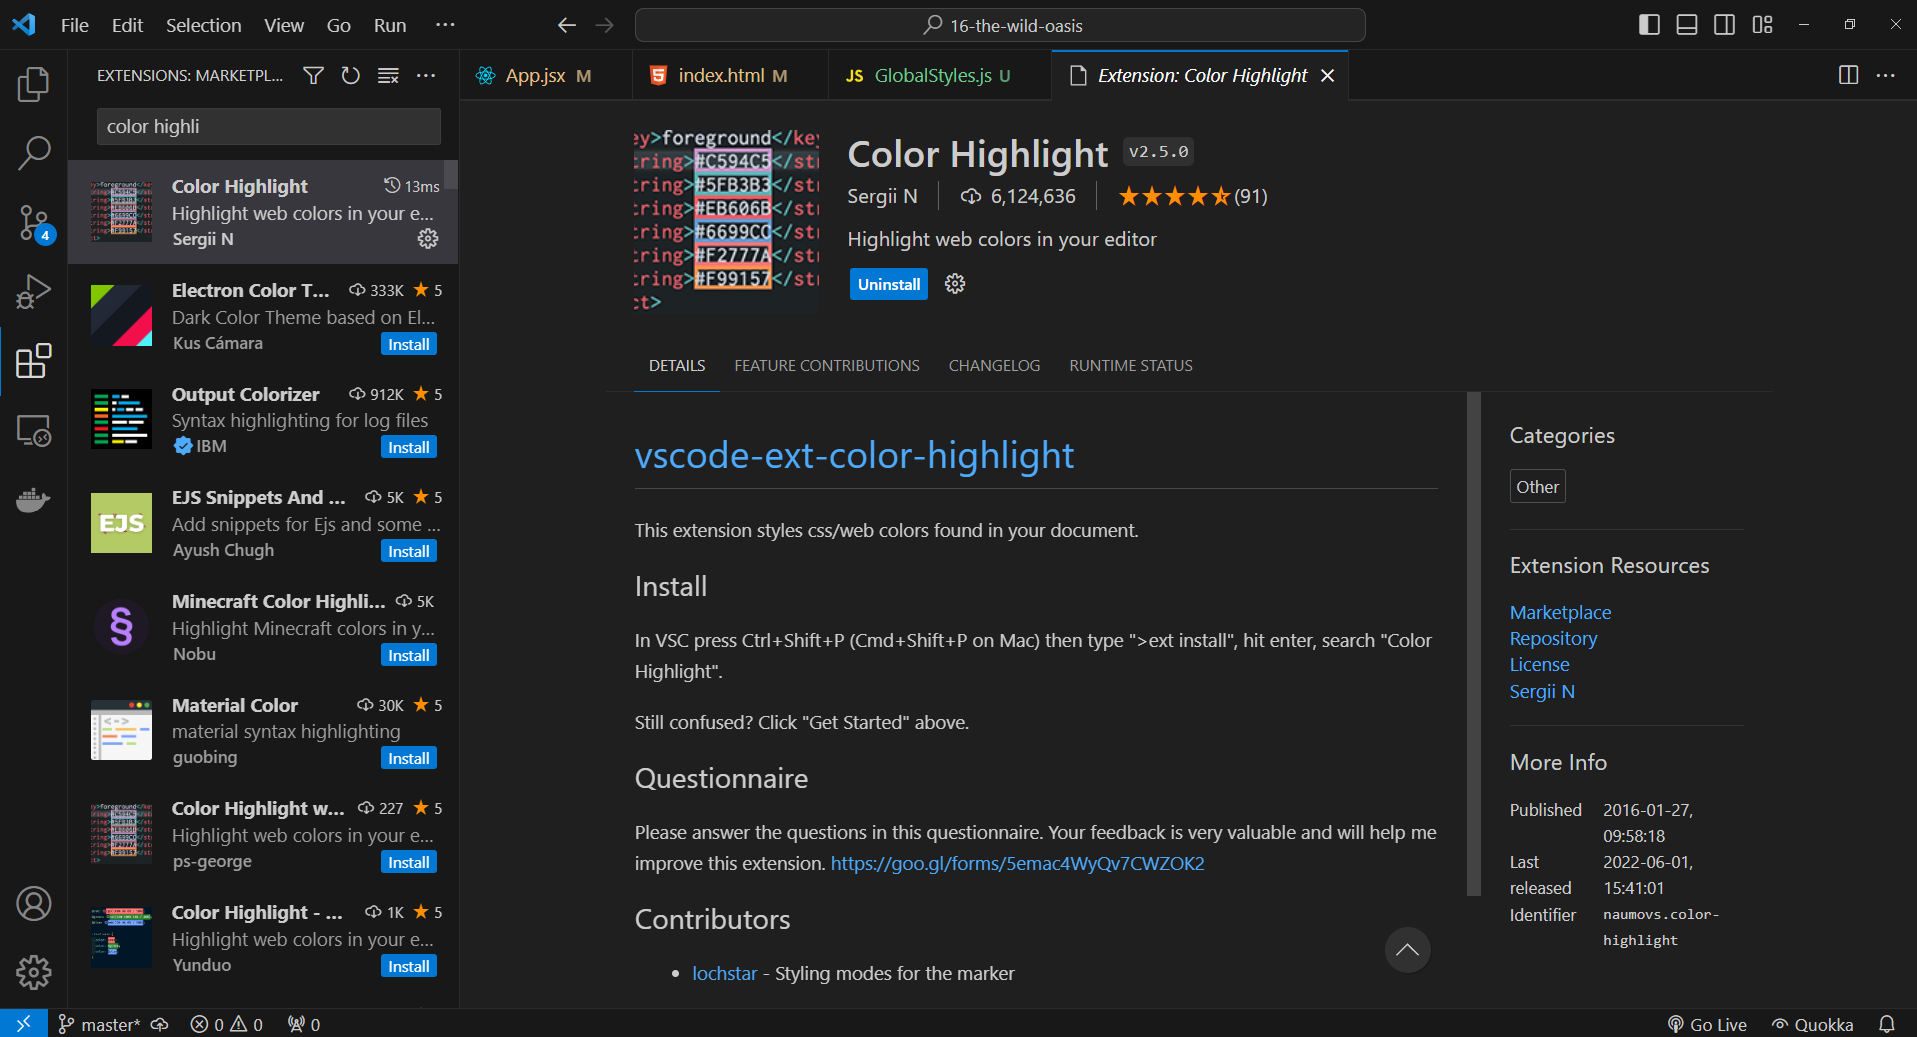 File Edit Selection View Go Run ···
16-the-wild-oasis
EXTENSIONS: MARKETPL... ···
App.jsx M
index.html M
JS GlobalStyles.js U
Extension: Color Highlight
···
color highli
Color Highlight 13ms
Highlight web colors in your e...
Sergii N
Electron Color T... 333K 5
Dark Color Theme based on El...
Kus Cámara Install
Output Colorizer 912K 5
Syntax highlighting for log files
IBM Install
EJS
EJS Snippets And ... 5K 5
Add snippets for Ejs and some ...
Ayush Chugh Install
§
Minecraft Color Highli... 5K
Highlight Minecraft colors in y...
Nobu Install
Material Color 30K 5
material syntax highlighting
guobing Install
Color Highlight w... 227 5
Highlight web colors in your e...
ps-george Install
Color Highlight - ... 1K 5
Highlight web colors in your e...
Yunduo Install
4
ey>foreground</key
tring>#C594C5</str
tring>#5FB3B3</str
tring>#EB606B</str
tring>#6699CC</str
tring>#F2777A</str
tring>#F99157</str
ct>
Color Highlight v2.5.0
Sergii N 6,124,636 (91)
Highlight web colors in your editor
Uninstall
DETAILS FEATURE CONTRIBUTIONS CHANGELOG RUNTIME STATUS
vscode-ext-color-highlight
This extension styles css/web colors found in your document.
Install
In VSC press Ctrl+Shift+P (Cmd+Shift+P on Mac) then type ">ext install", hit enter, search "Color
Highlight".
Still confused? Click "Get Started" above.
Questionnaire
Please answer the questions in this questionnaire. Your feedback is very valuable and will help me
improve this extension. https://goo.gl/forms/5emac4WyQv7CWZOK2
Contributors
• lochstar - Styling modes for the marker
Categories
Other
Extension Resources
Marketplace
Repository
License
Sergii N
More Info
Published 2016-01-27,
09:58:18
Last 2022-06-01,
released 15:41:01
Identifier naumovs.color-
highlight
master* 0 0 0
Go Live Quokka